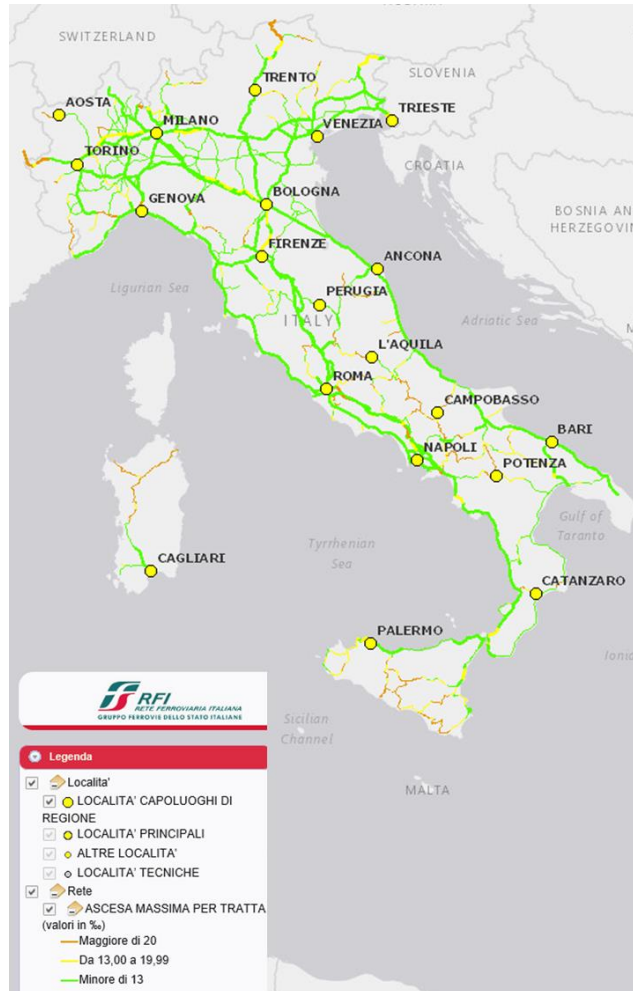 SWITZERLAND
SLOVENIA
TRENTO
AOSTA
MILANO
TRIESTE
VENEZIA
TORINO
CROATIA
GENOVA
BOLOGNA
BOSNIA AN
HERZEGOVIN
FIRENZE
ANCONA
Ligurian Sea
PERUGIA
ITALY
Adriatic Sea
L'AQUILA
ROMA
CAMPOBASSO
BARI
NAPOLI
POTENZA
Gulf of
Taranto
Tyrrhenian
Sea
CAGLIARI
CATANZARO
PALERMO
Ionia
RFI
RETE FERROVIARIA ITALIANA
GRUPPO FERROVIE DELLO STATO ITALIANE
Sicilian
Channel
Legenda
MALTA
Localita'
LOCALITA' CAPOLUOGHI DI
REGIONE
LOCALITA' PRINCIPALI
ALTRE LOCALITA'
LOCALITA' TECNICHE
Rete
ASCESA MASSIMA PER TRATTA
(valori in ‰)
Maggiore di 20
Da 13,00 a 19,99
Minore di 13